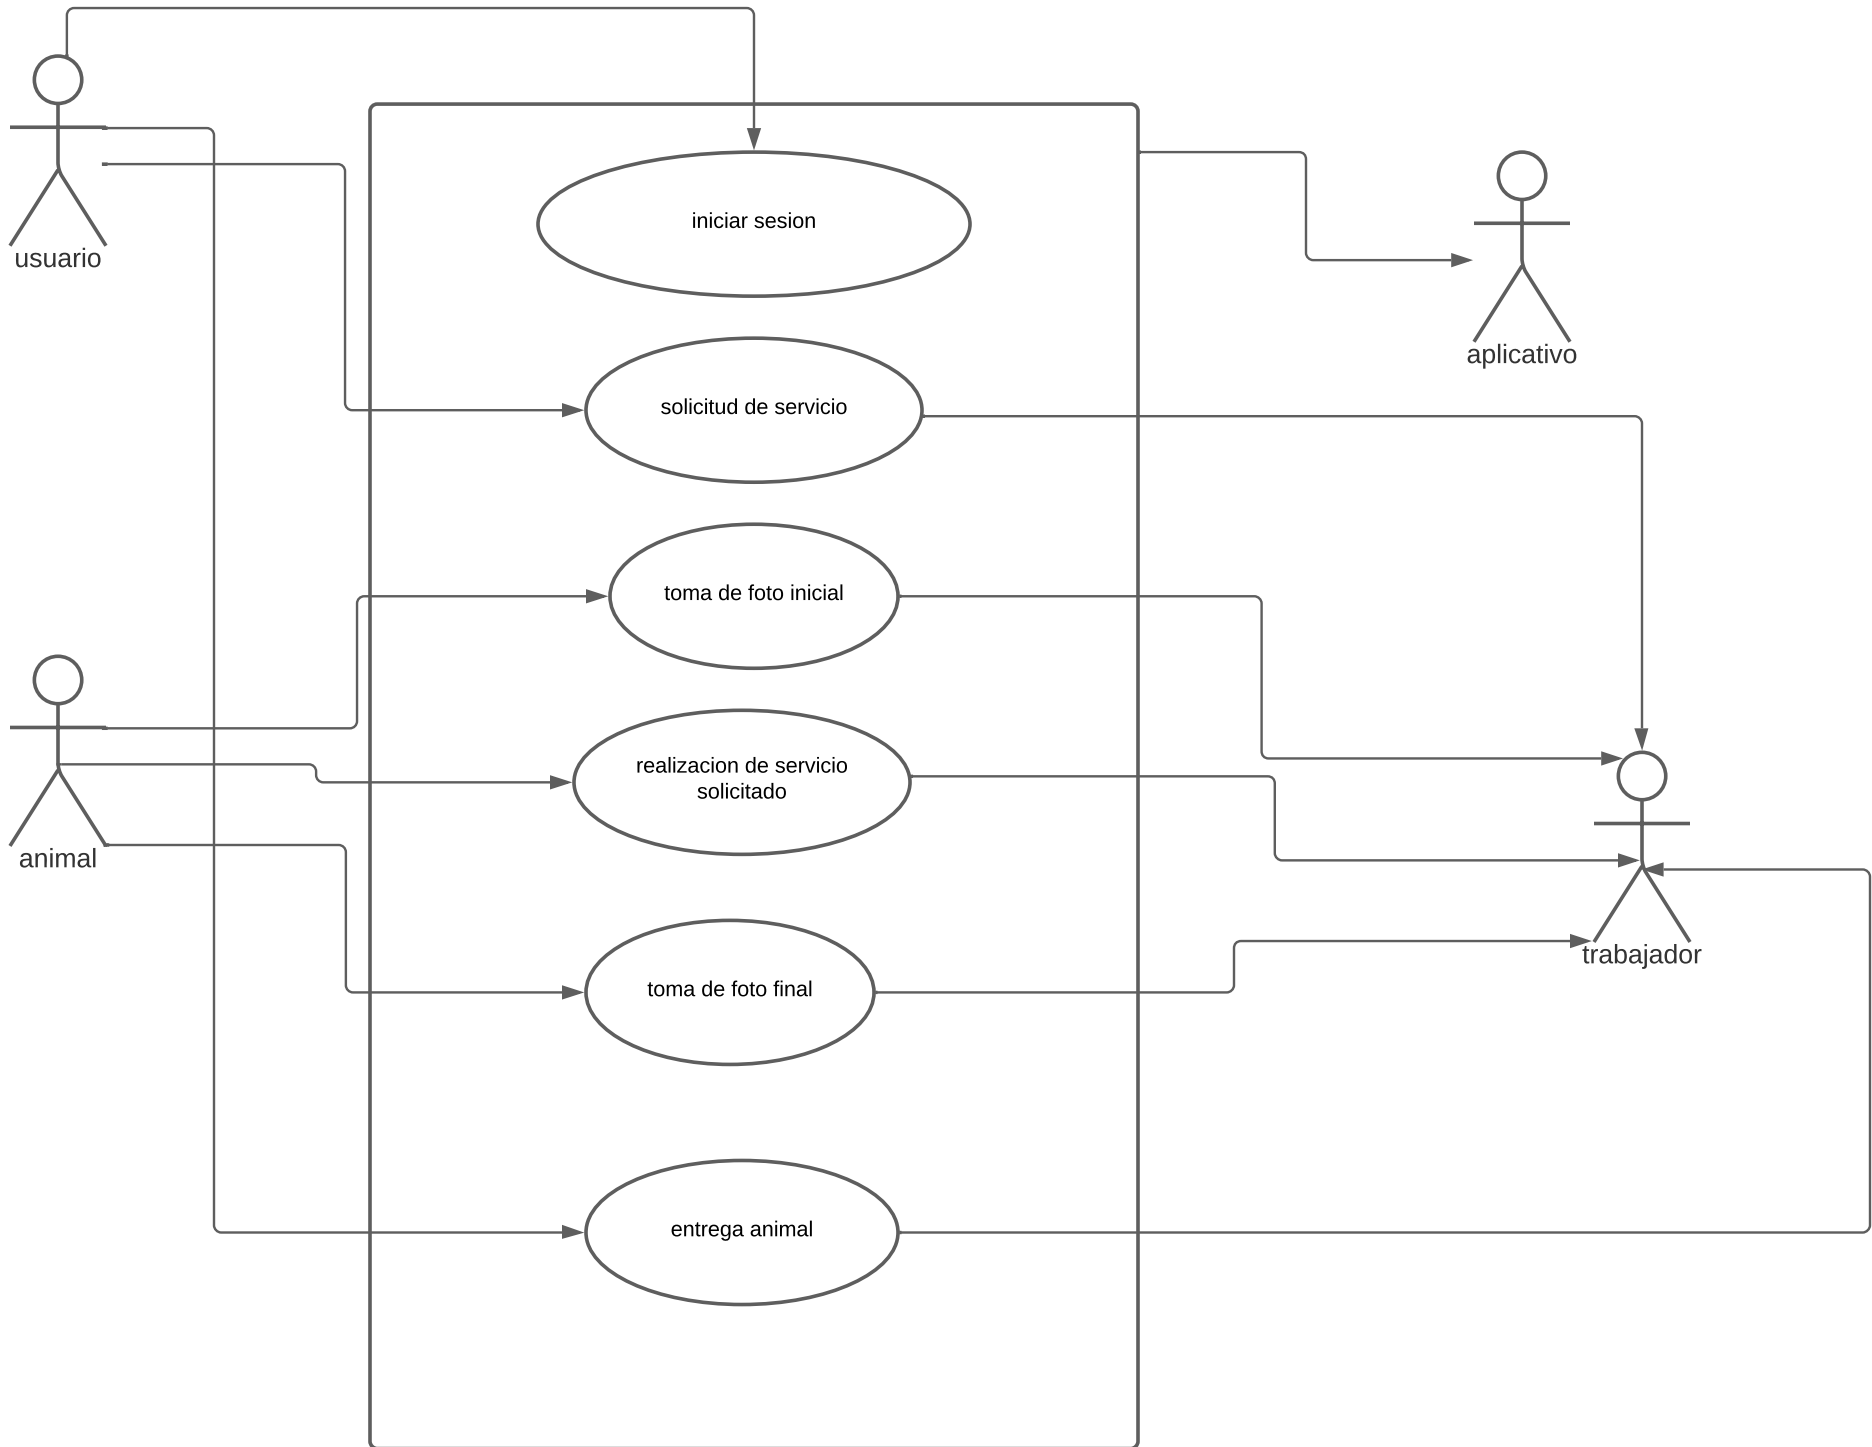 usuario
iniciar sesion
aplicativo
solicitud de servicio
toma de foto inicial
realizacion de servicio
solicitado
animal
trabajador
toma de foto final
entrega animal